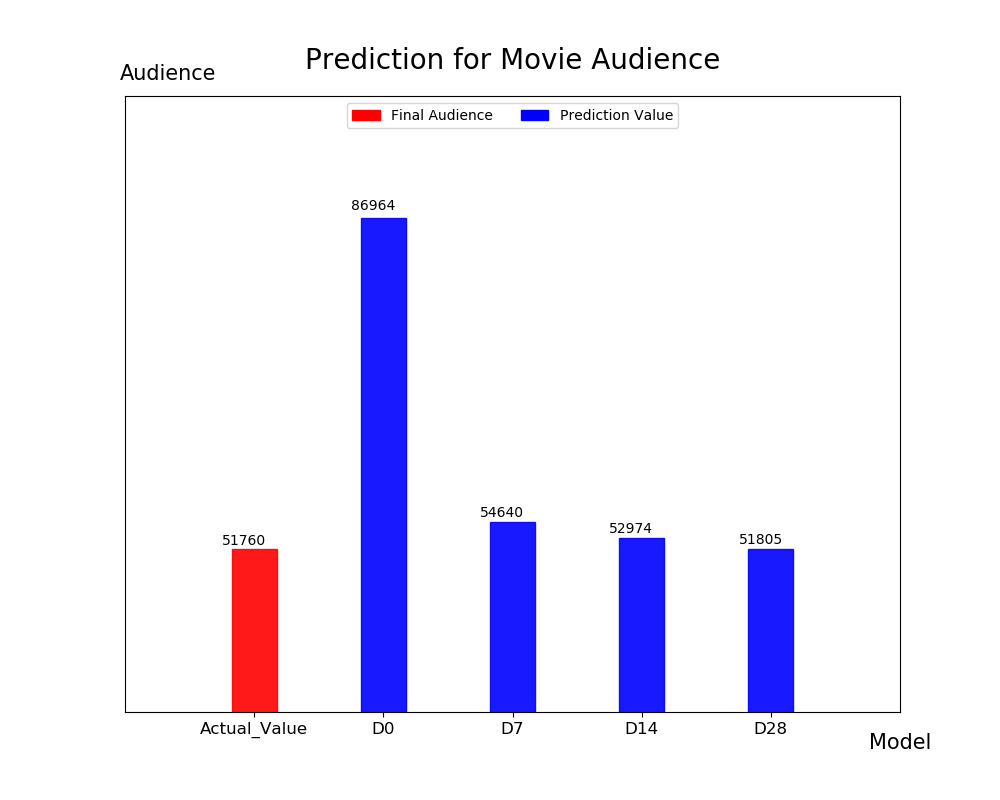 Prediction for Movie Audience
Audience
Final Audience
Prediction Value
86964
54640
52974
51760
51805
Actual_Value
D0
D7
D14
D28
Model